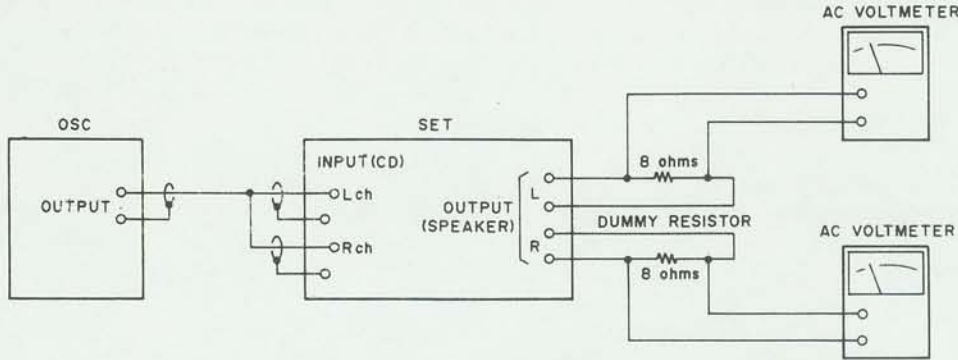 AC VOLTMETER
OSC
SET
INPUT(CD)
8 ohms
Lch
L
OUTPUT
OUTPUT
(SPEAKER)
DUMMY RESISTOR
AC VOLTMETER
Rch
R
8 ohms